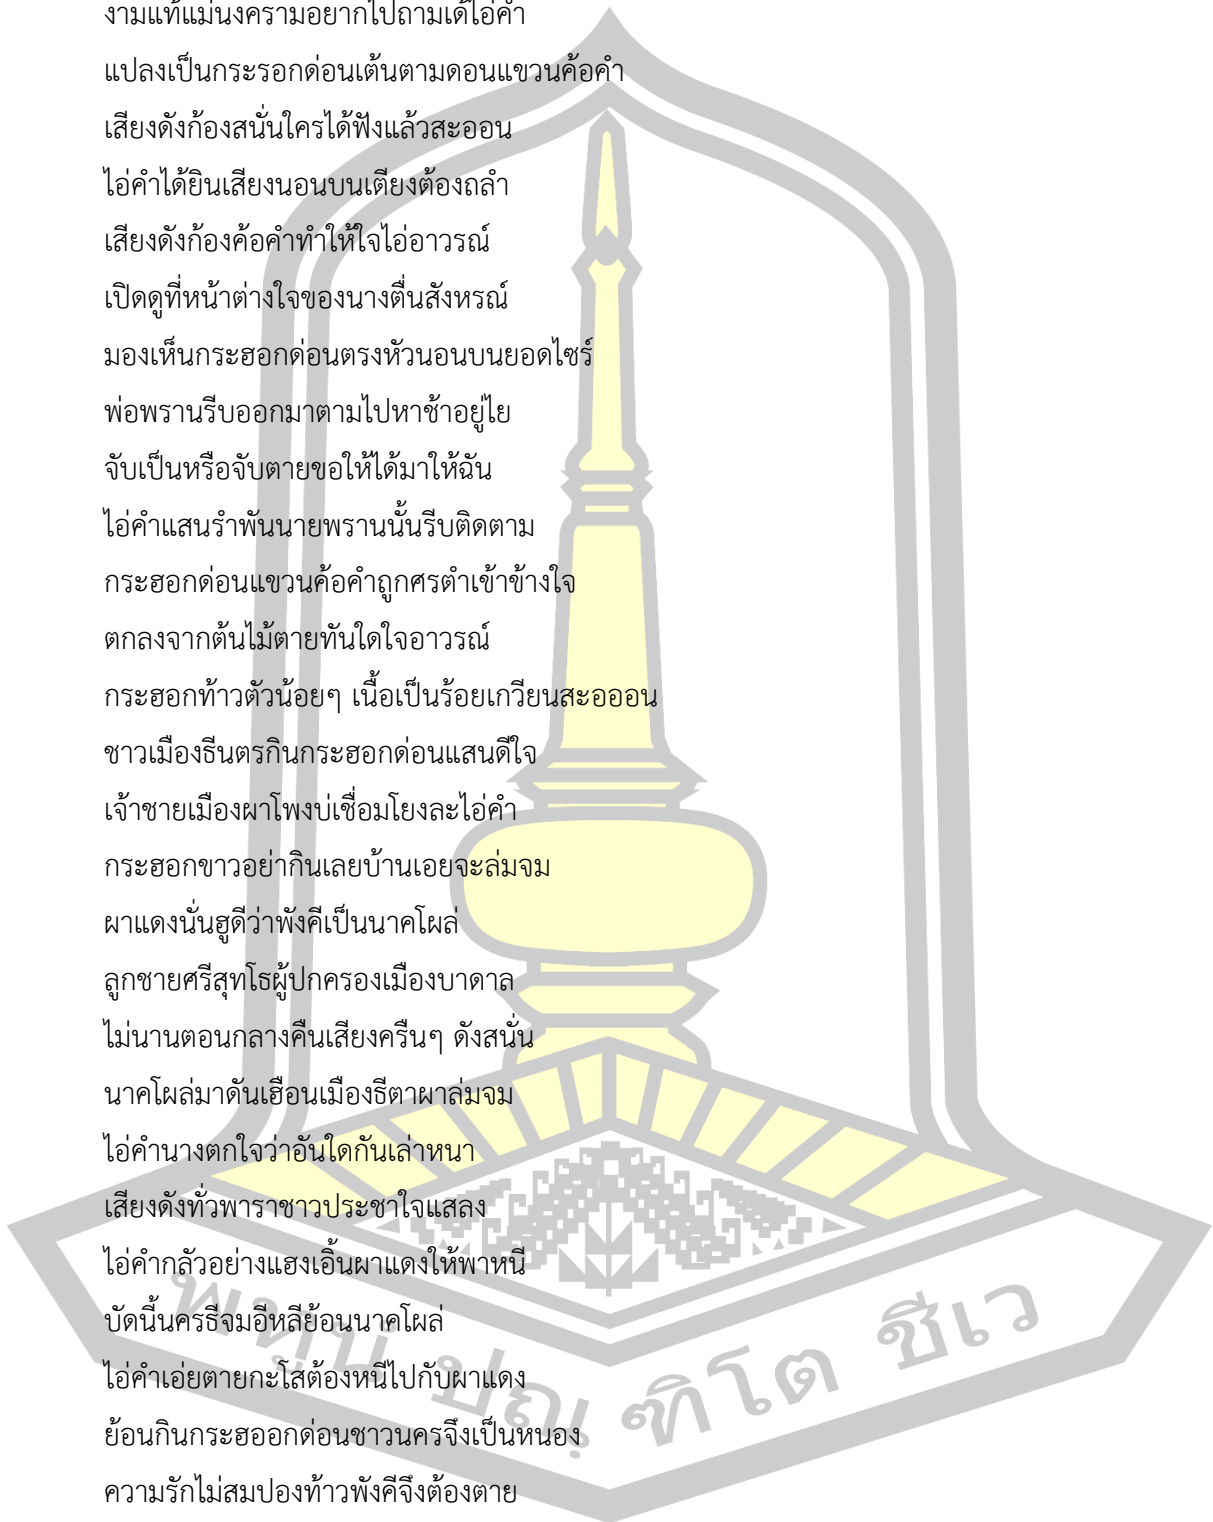 งามแท้แม่นงครามอยากไปถามเด้ไอ่คำ
แปลงเป็นกระรอกด่อนเต้นตามดอนแขวนค้อคำ
เสียงดังก้องสนั่นใครได้ฟังแล้วสะออน
ไอ่คำได้ยินเสียงนอนบนเตียงต้องถลำ
เสียงดังก้องค้อคำทำให้ใจไอ่อาวรณ์
เปิดดูที่หน้าต่างใจของนางตื่นสังหรณ์
มองเห็นกระฮอกด่อนตรงหัวนอนบนยอดไซร์
พ่อพรานรีบออกมาตามไปหาช้าอยู่ไย
จับเป็นหรือจับตายขอให้ได้มาให้ฉัน
ไอ่คำแสนรำพันนายพรานนั้นรีบติดตาม
กระฮอกด่อนแขวนค้อคำถูกศรตำเข้าข้างใจ
ตกลงจากต้นไม้ตายทันใดใจอาวรณ์
กระฮอกท้าวตัวน้อยๆ เนื้อเป็นร้อยเกวียนสะอออน
ชาวเมืองธีนตรกินกระฮอกด่อนแสนดีใจ
เจ้าชายเมืองผาโพงบ่เชื่อมโยงละไอ่คำ
กระฮอกขาวอย่ากินเลยบ้านเอยจะล่มจม
ผาแดงนั่นฮูดีว่าพังคีเป็นนาคโผล่
ลูกชายศรีสุทโธผู้ปกครองเมืองบาดาล
ไม่นานตอนกลางคืนเสียงครืนๆ ดังสนั่น
นาคโผล่มาดันเฮือนเมืองธีตาผาล่มจม
ไอ่คำนางตกใจว่าอันใดกันเล่าหนา
เสียงดังทั่วพาราชาวประชาใจแสลง
ไอ่คำกลัวอย่างแฮงเอิ้นผาแดงให้พาหนี
บัดนี้นครธีจมอีหลีย้อนนาคโผล่
ไอ่คำเอ่ยตายกะโสต้องหนีไปกับผาแดง
ย้อนกินกระฮออกด่อนชาวนครจึงเป็นหนอง
ความรักไม่สมปองท้าวพังคีจึงต้องตาย
พหุนํ ปณฺฑิโต ชีเว